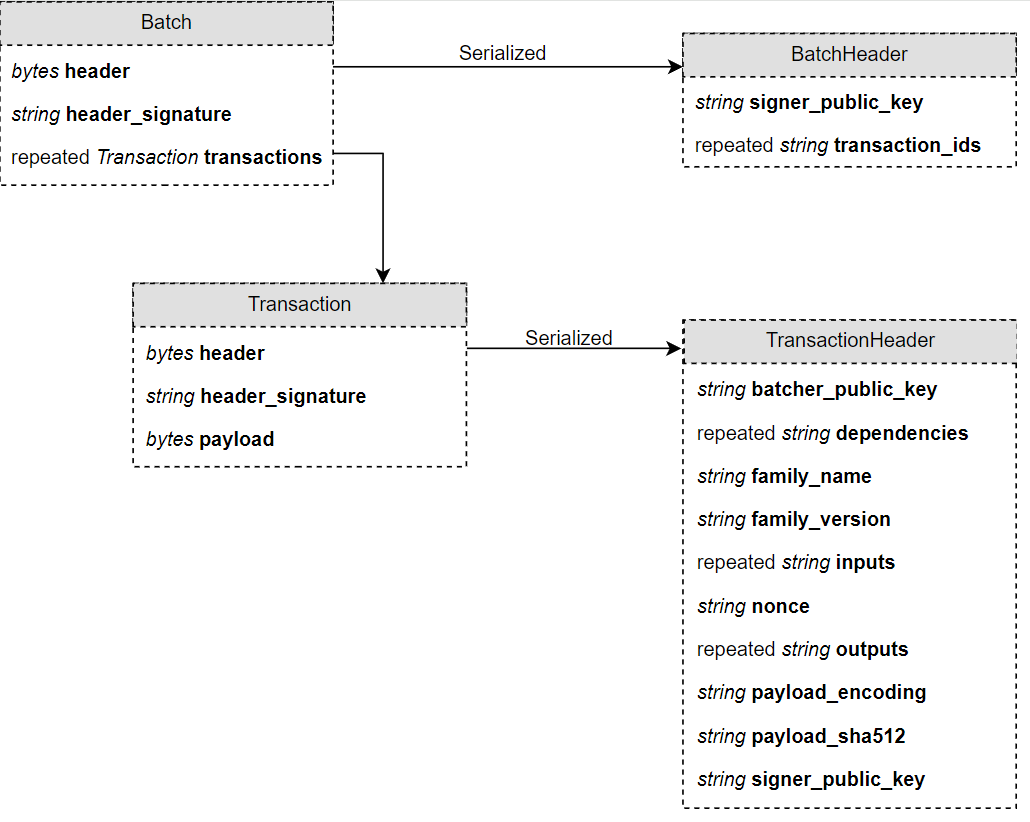 Batch
bytes header
string header_signature
repeated Transaction transactions
Serialized
BatchHeader
string signer_public_key
repeated string transaction_ids
Transaction
bytes header
string header_signature
bytes payload
Serialized
TransactionHeader
string batcher_public_key
repeated string dependencies
string family_name
string family_version
repeated string inputs
string nonce
repeated string outputs
string payload_encoding
string payload_sha512
string signer_public_key